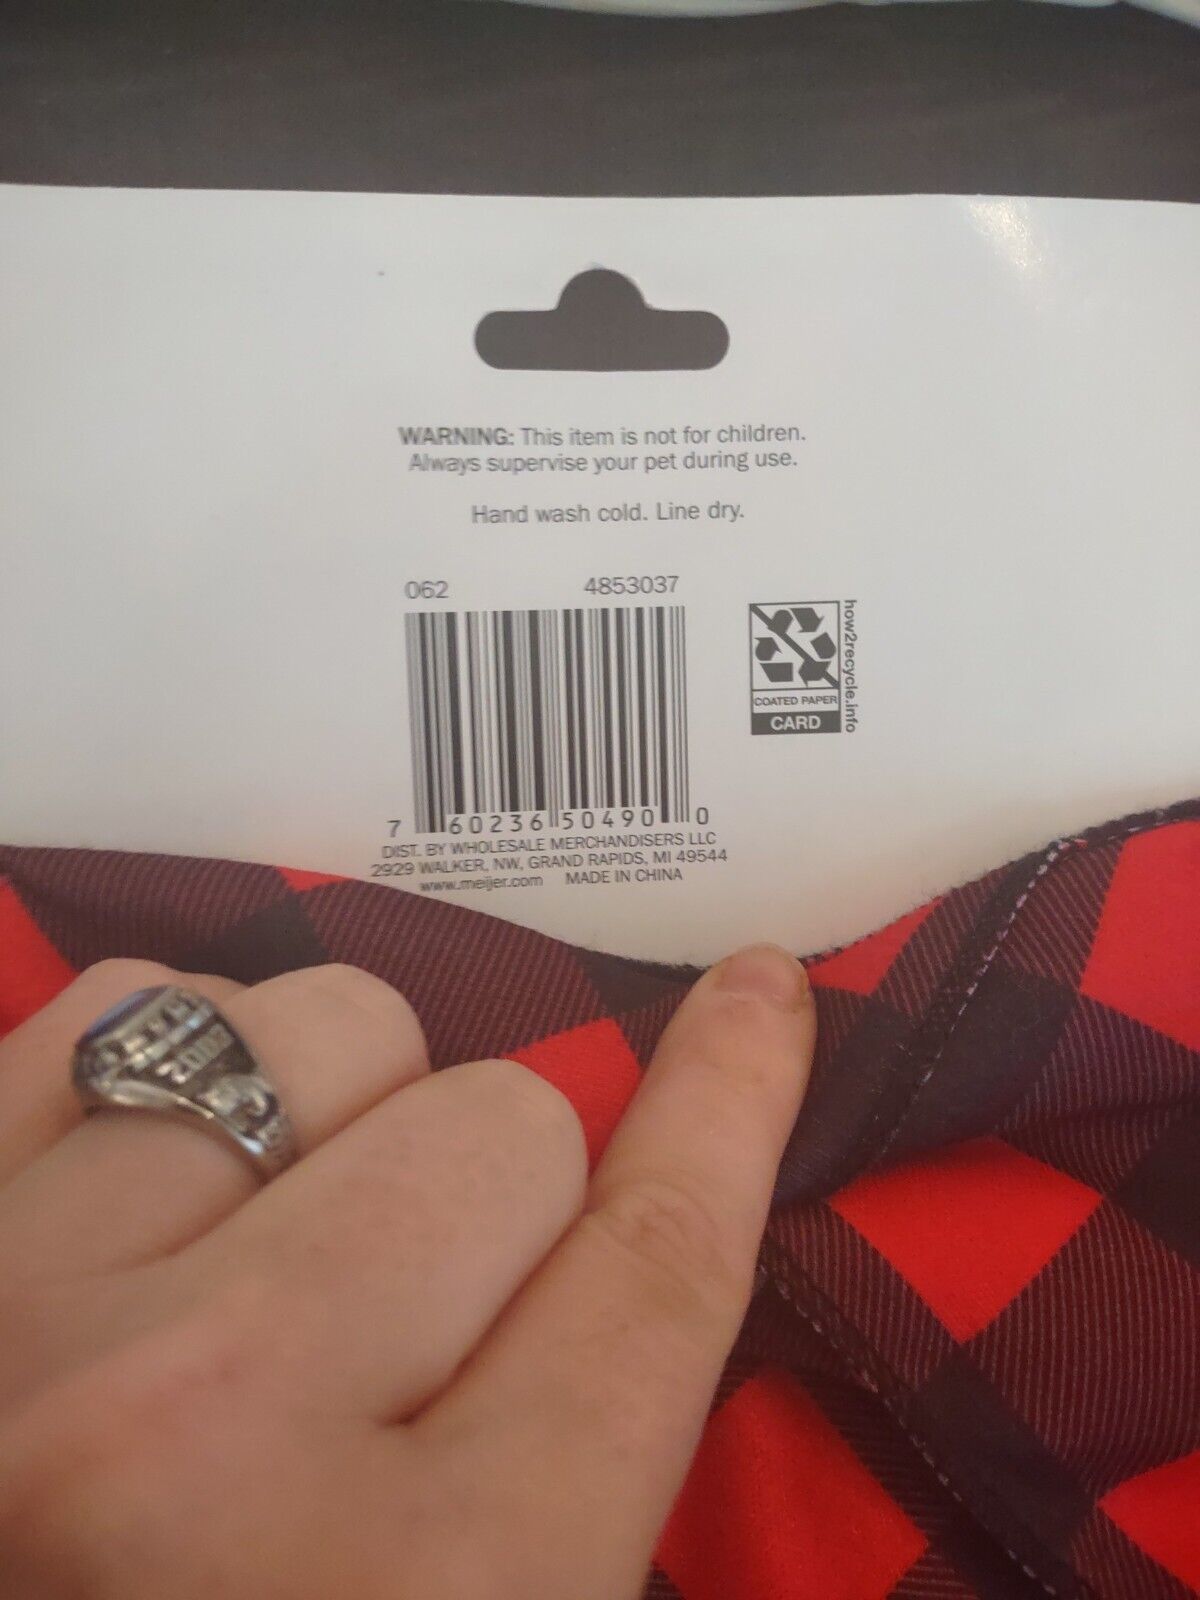 WARNING: This item is not for children.
Always supervise your pet during use.
Hand wash cold. Line dry.
062 4853037
7 60236 50490 0
DIST. BY WHOLESALE MERCHANDISERS LLC
2929 WALKER, NW, GRAND RAPIDS, MI 49544
www.meijer.com MADE IN CHINA
COATED PAPER
CARD
how2recycle.info